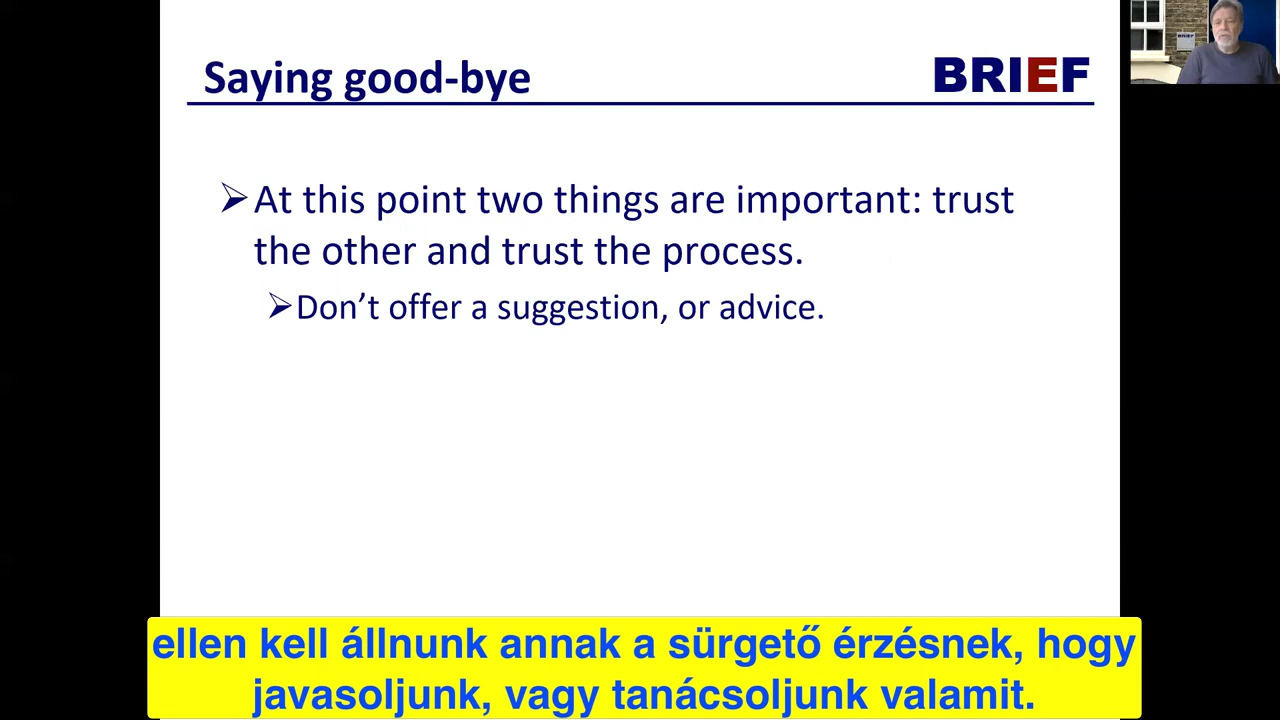 Saying good-bye
BRIEF
BRIEF
➢At this point two things are important: trust
the other and trust the process.
➢Don’t offer a suggestion, or advice.
ellen kell állnunk annak a sürgető érzésnek, hogy
javasoljunk, vagy tanácsoljunk valamit.